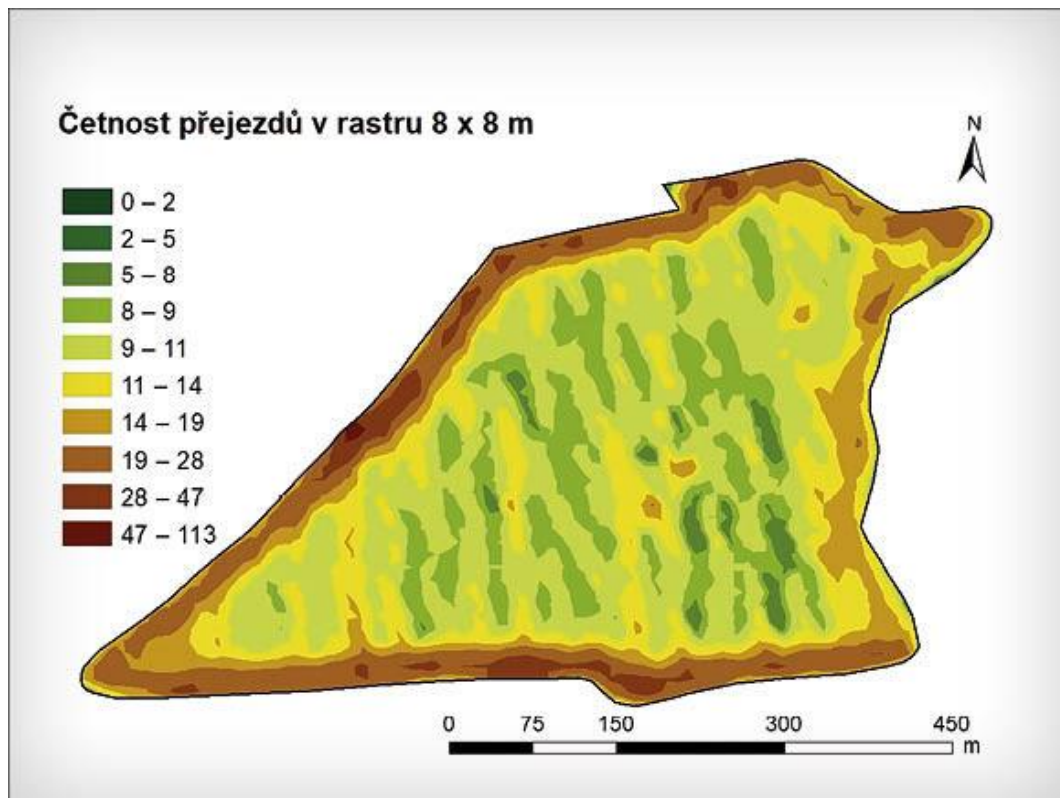 Četnost přejezdů v rastru 8 x 8 m
N
0 – 2
2 – 5
5 – 8
8 – 9
9 – 11
11 – 14
14 – 19
19 – 28
28 – 47
47 – 113
0 75 150 300 450
m